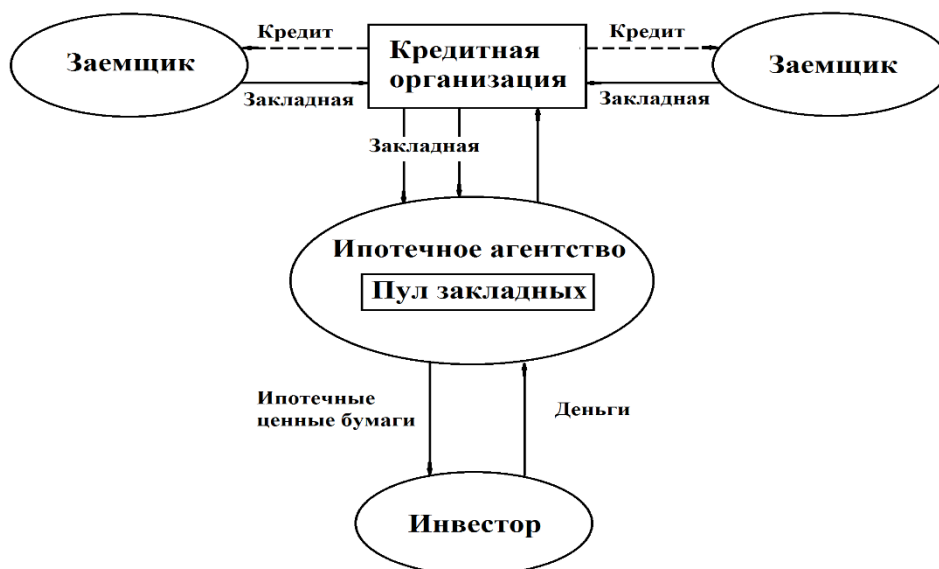 Кредит
Кредит
Заемщик
Кредитная
организация
Заемщик
Закладная
Закладная
Закладная
Ипотечное агентство
Пул закладных
Ипотечные
ценные бумаги
Деньги
Инвестор